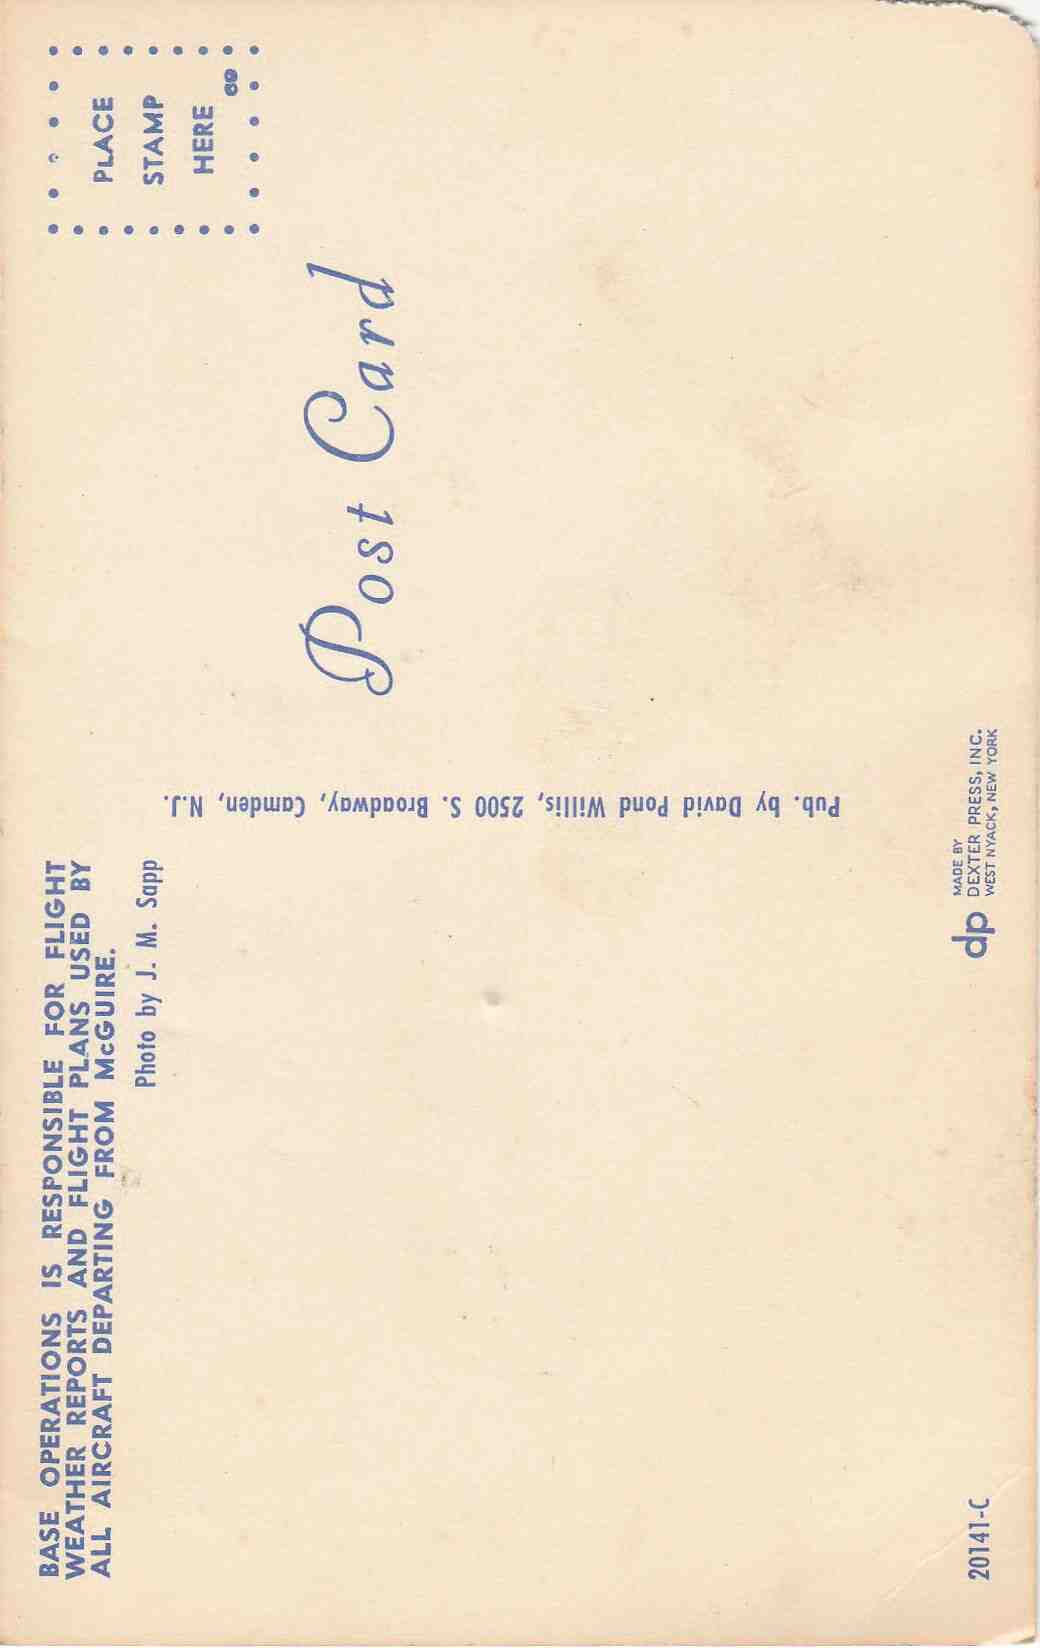 BASE OPERATIONS IS RESPONSIBLE FOR FLIGHT
WEATHER REPORTS AND FLIGHT PLANS USED BY
ALL AIRCRAFT DEPARTING FROM McGUIRE.
Photo by J. M. Sapp
Pub. by David Pond Willis, 2500 S. Broadway, Camden, N.J.
PLACE
STAMP
HERE
69
Post Card
20141-C
dp
MADE BY
DEXTER PRESS, INC.
WEST NYACK, NEW YORK